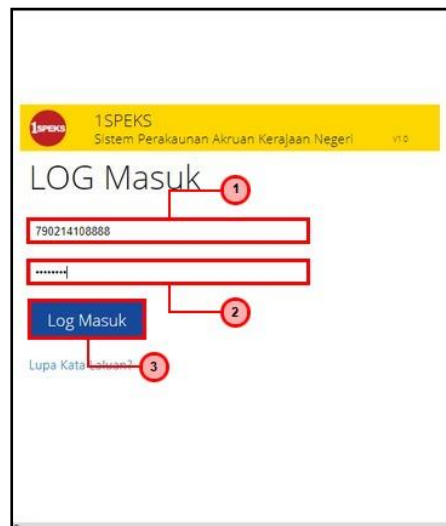 1SPEKS
1SPEKS
Sistem Perakaunan Akruan Kerajaan Negeri V1.0
LOG Masuk
1
790214108888
••••••••
2
Log Masuk
Lupa Kata Laluan?
3